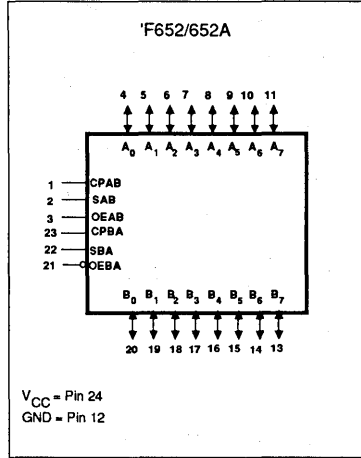 'F652/652A
4 5 6 7 8 9 10 11
A0 A1 A2 A3 A4 A5 A6 A7
1 CPAB
2 SAB
3 OEAB
23 CPBA
22 SBA
21 OEBA
B0 B1 B2 B3 B4 B5 B6 B7
20 19 18 17 16 15 14 13
VCC = Pin 24
GND = Pin 12